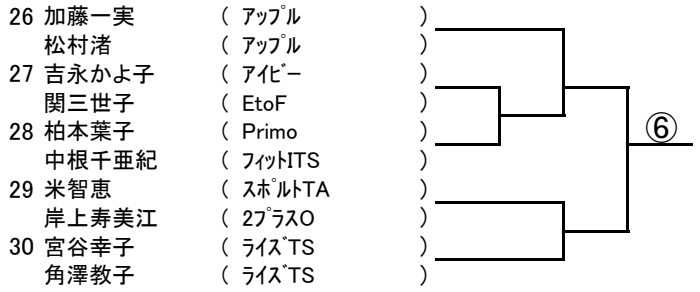 26 加藤一実 ( ｱｯﾌﾟﾙ )
松村渚 ( ｱｯﾌﾟﾙ )
27 吉永かよ子 ( ｱｲﾋﾞｰ )
関三世子 ( EtoF )
28 柏本葉子 ( Primo )
⑥
中根千亜紀 ( ﾌｨｯﾄITS )
29 米智恵 ( ｽﾎﾟﾙﾄTA )
岸上寿美江 ( 2ﾌﾟﾗｽO )
30 宮谷幸子 ( ﾗｲｽﾞTS )
角澤教子 ( ﾗｲｽﾞTS )